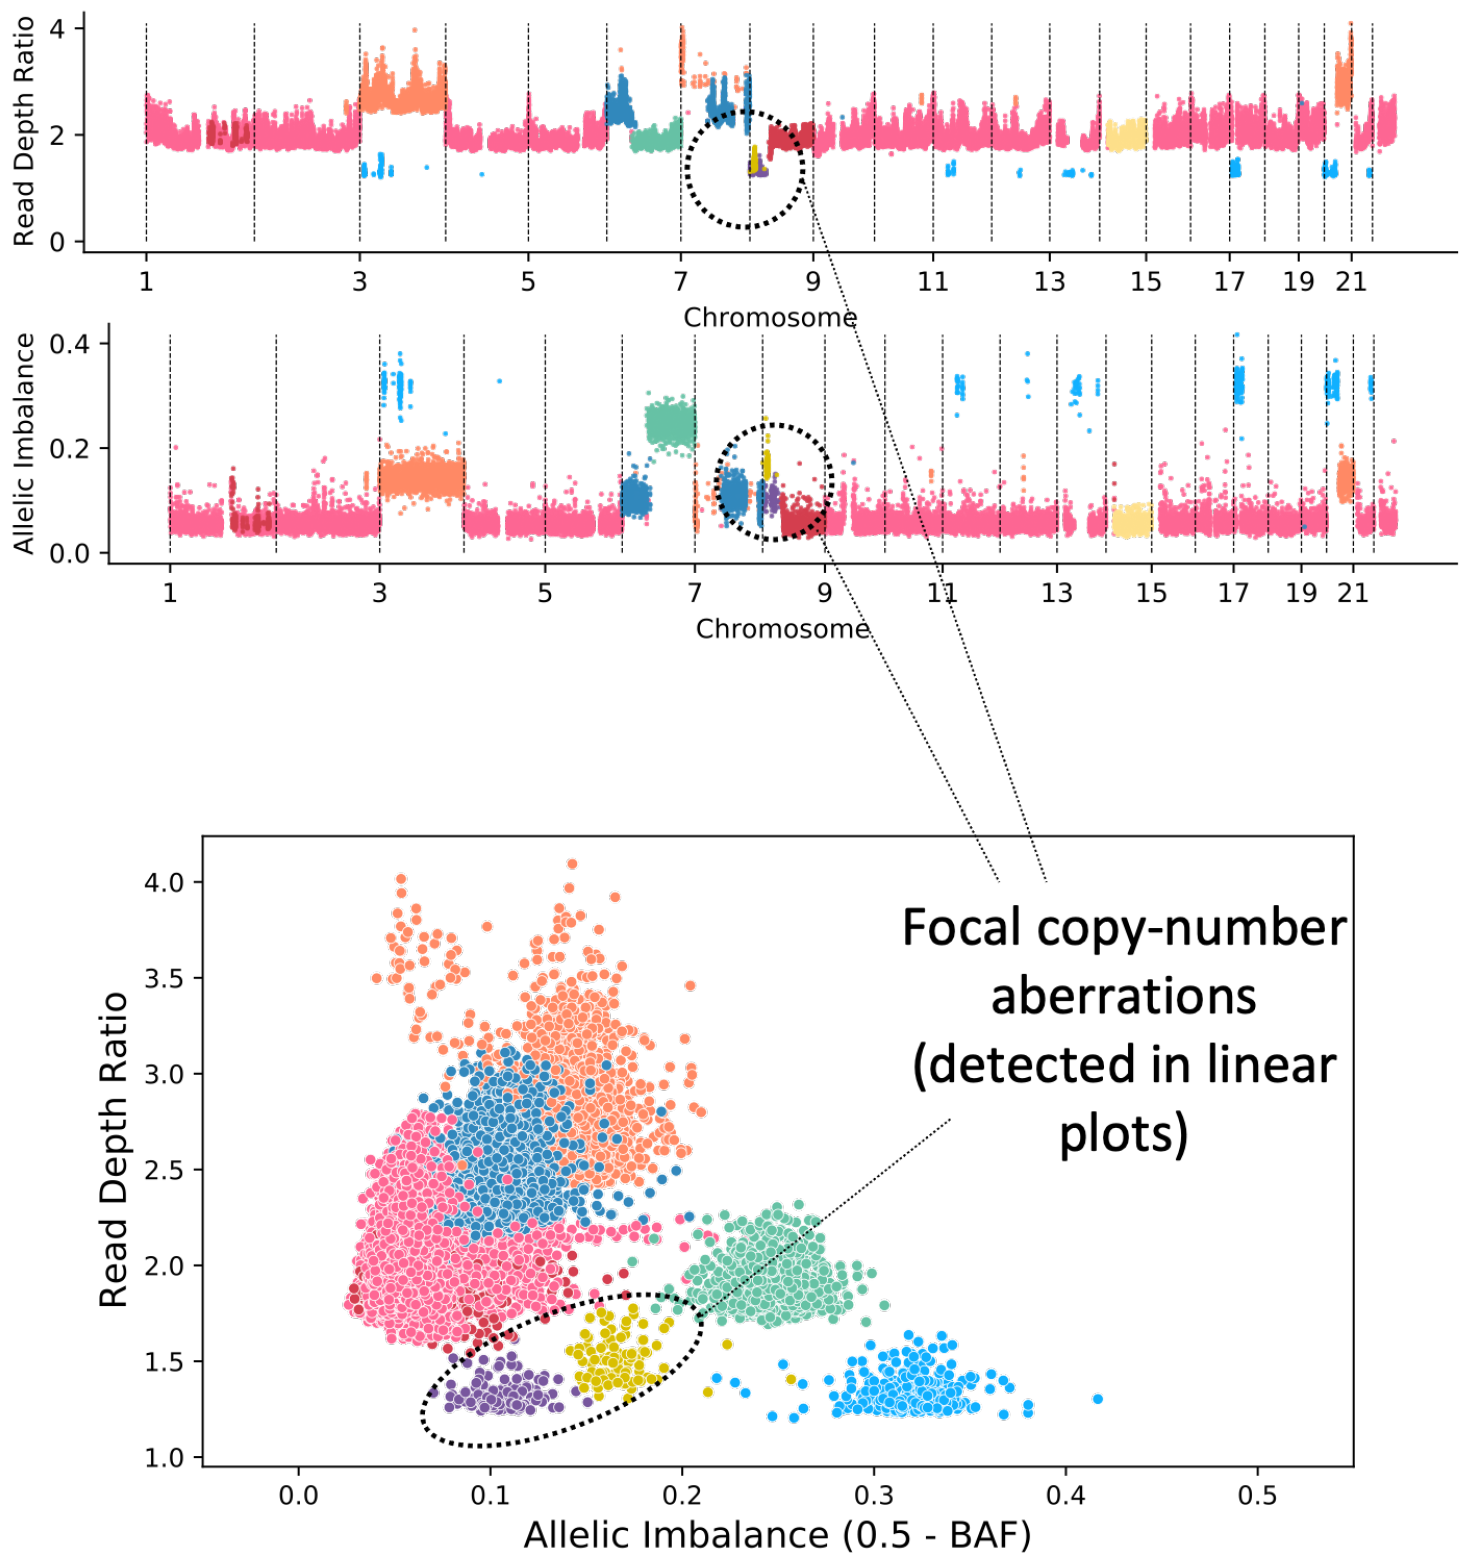 Read Depth Ratio
4
2
0
1 3 5 7 9 11 13 15 17 19 21
Chromosome
Allelic Imbalance
0.4
0.2
0.0
1 3 5 7 9 11 13 15 17 19 21
Chromosome
Read Depth Ratio
4.0
3.5
3.0
2.5
2.0
1.5
1.0
Focal copy-number
aberrations
(detected in linear
plots)
0.0 0.1 0.2 0.3 0.4 0.5
Allelic Imbalance (0.5 - BAF)